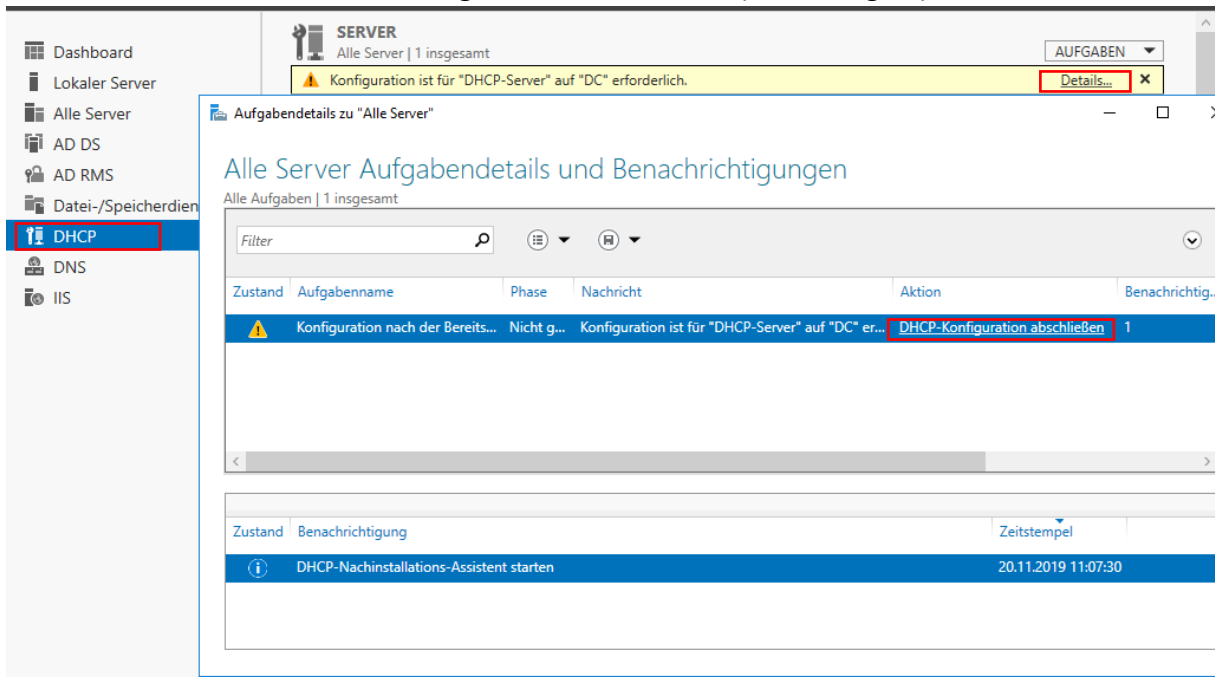 SERVER
Alle Server | 1 insgesamt
AUFGABEN
Dashboard
Lokaler Server
Alle Server
AD DS
AD RMS
Datei-/Speicherdien
DHCP
DNS
IIS
Konfiguration ist für "DHCP-Server" auf "DC" erforderlich.
Details...
Aufgabendetails zu "Alle Server"
Alle Server Aufgabendetails und Benachrichtigungen
Alle Aufgaben | 1 insgesamt
Filter
Zustand Aufgabenname Phase Nachricht Aktion Benachrichtig...
Konfiguration nach der Bereits... Nicht g... Konfiguration ist für "DHCP-Server" auf "DC" er... DHCP-Konfiguration abschließen 1
Zustand Benachrichtigung Zeitstempel
DHCP-Nachinstallations-Assistent starten 20.11.2019 11:07:30